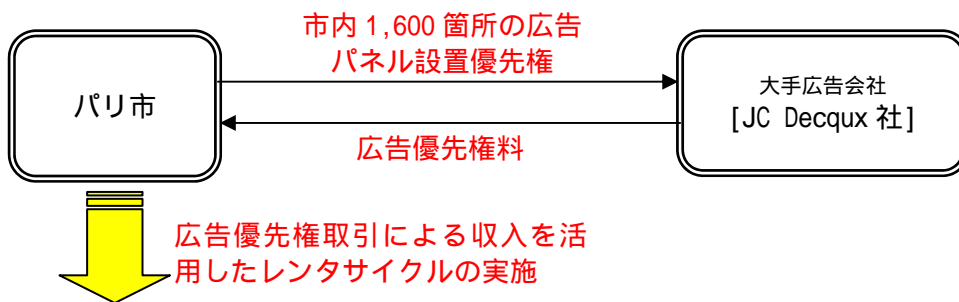 市内1,600箇所の広告
パネル設置優先権
パリ市
大手広告会社
[JC Decqux 社]
広告優先権料
広告優先権取引による収入を活
用したレンタサイクルの実施